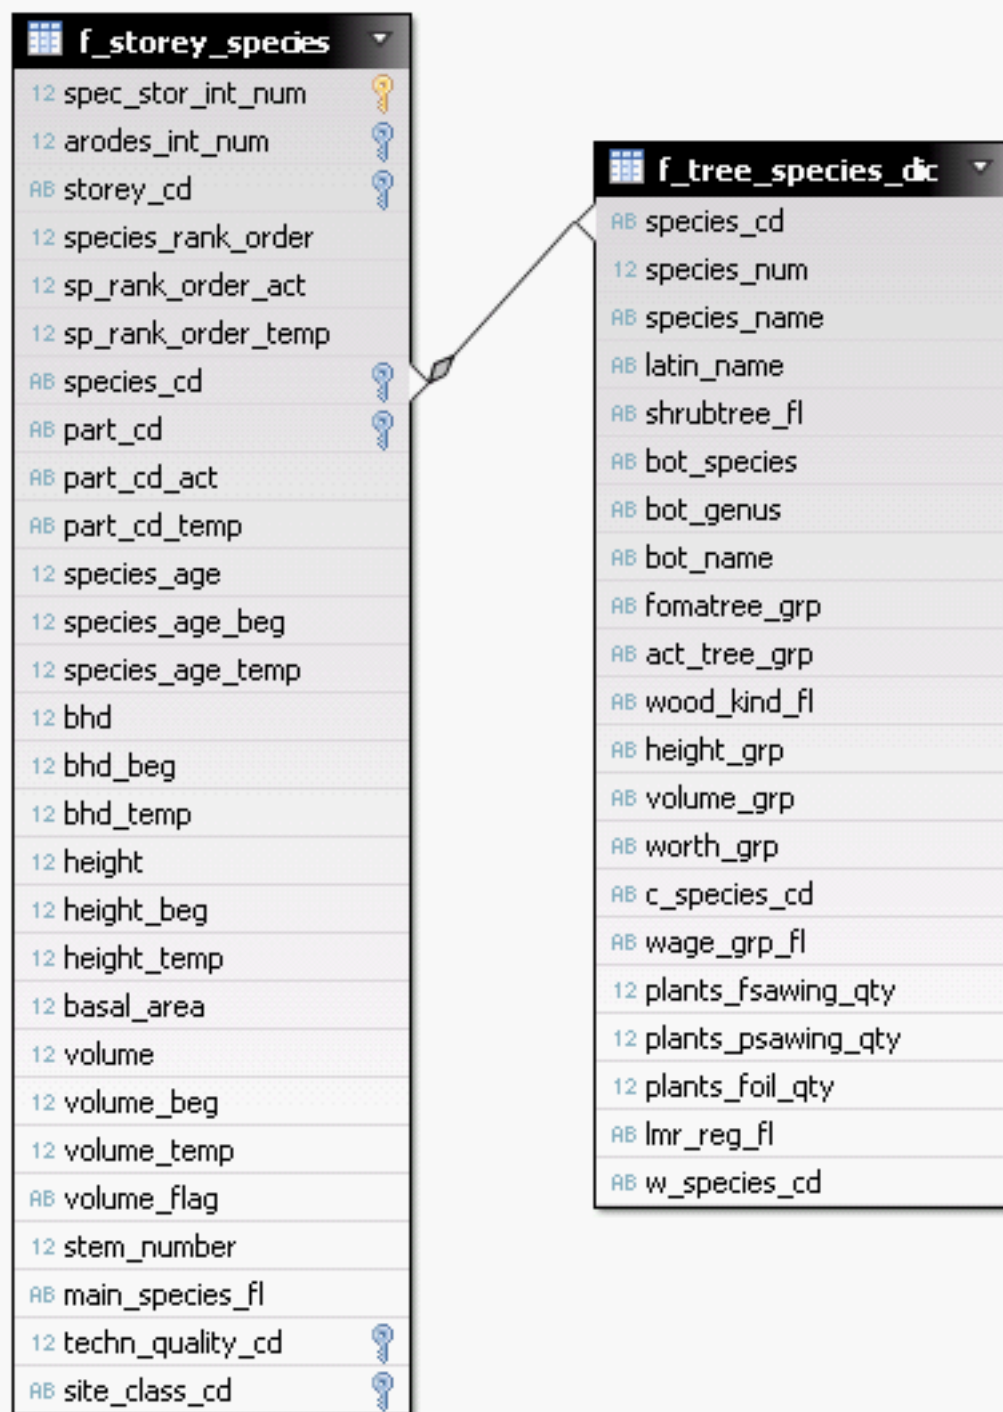 f_storey_species
12 spec_stor_int_num
12 arodes_int_num
AB storey_cd
12 species_rank_order
12 sp_rank_order_act
12 sp_rank_order_temp
AB species_cd
AB part_cd
AB part_cd_act
AB part_cd_temp
12 species_age
12 species_age_beg
12 species_age_temp
12 bhd
12 bhd_beg
12 bhd_temp
12 height
12 height_beg
12 height_temp
12 basal_area
12 volume
12 volume_beg
12 volume_temp
AB volume_flag
12 stem_number
AB main_species_fl
12 techn_quality_cd
AB site_class_cd
f_tree_species_dic
AB species_cd
12 species_num
AB species_name
AB latin_name
AB shrubtree_fl
AB bot_species
AB bot_genus
AB bot_name
AB fomatree_grp
AB act_tree_grp
AB wood_kind_fl
AB height_grp
AB volume_grp
AB worth_grp
AB c_species_cd
AB wage_grp_fl
12 plants_fsawing_qty
12 plants_psawing_qty
12 plants_foil_qty
AB lmr_reg_fl
AB w_species_cd